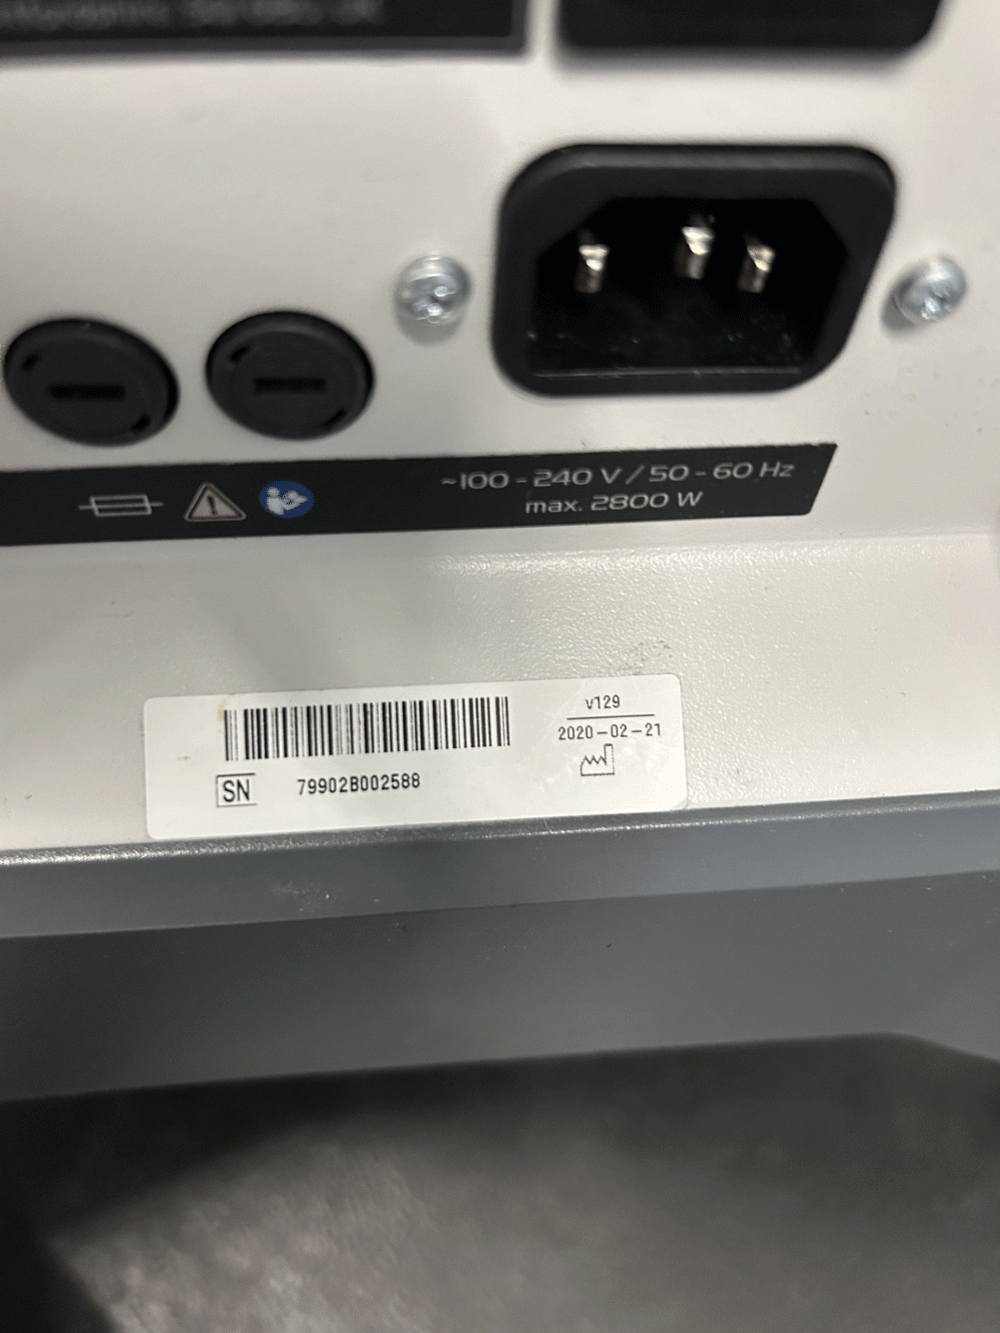 ~100 - 240 V / 50 - 60 Hz
max. 2800 W
v129
2020-02-21
SN 79902B002588